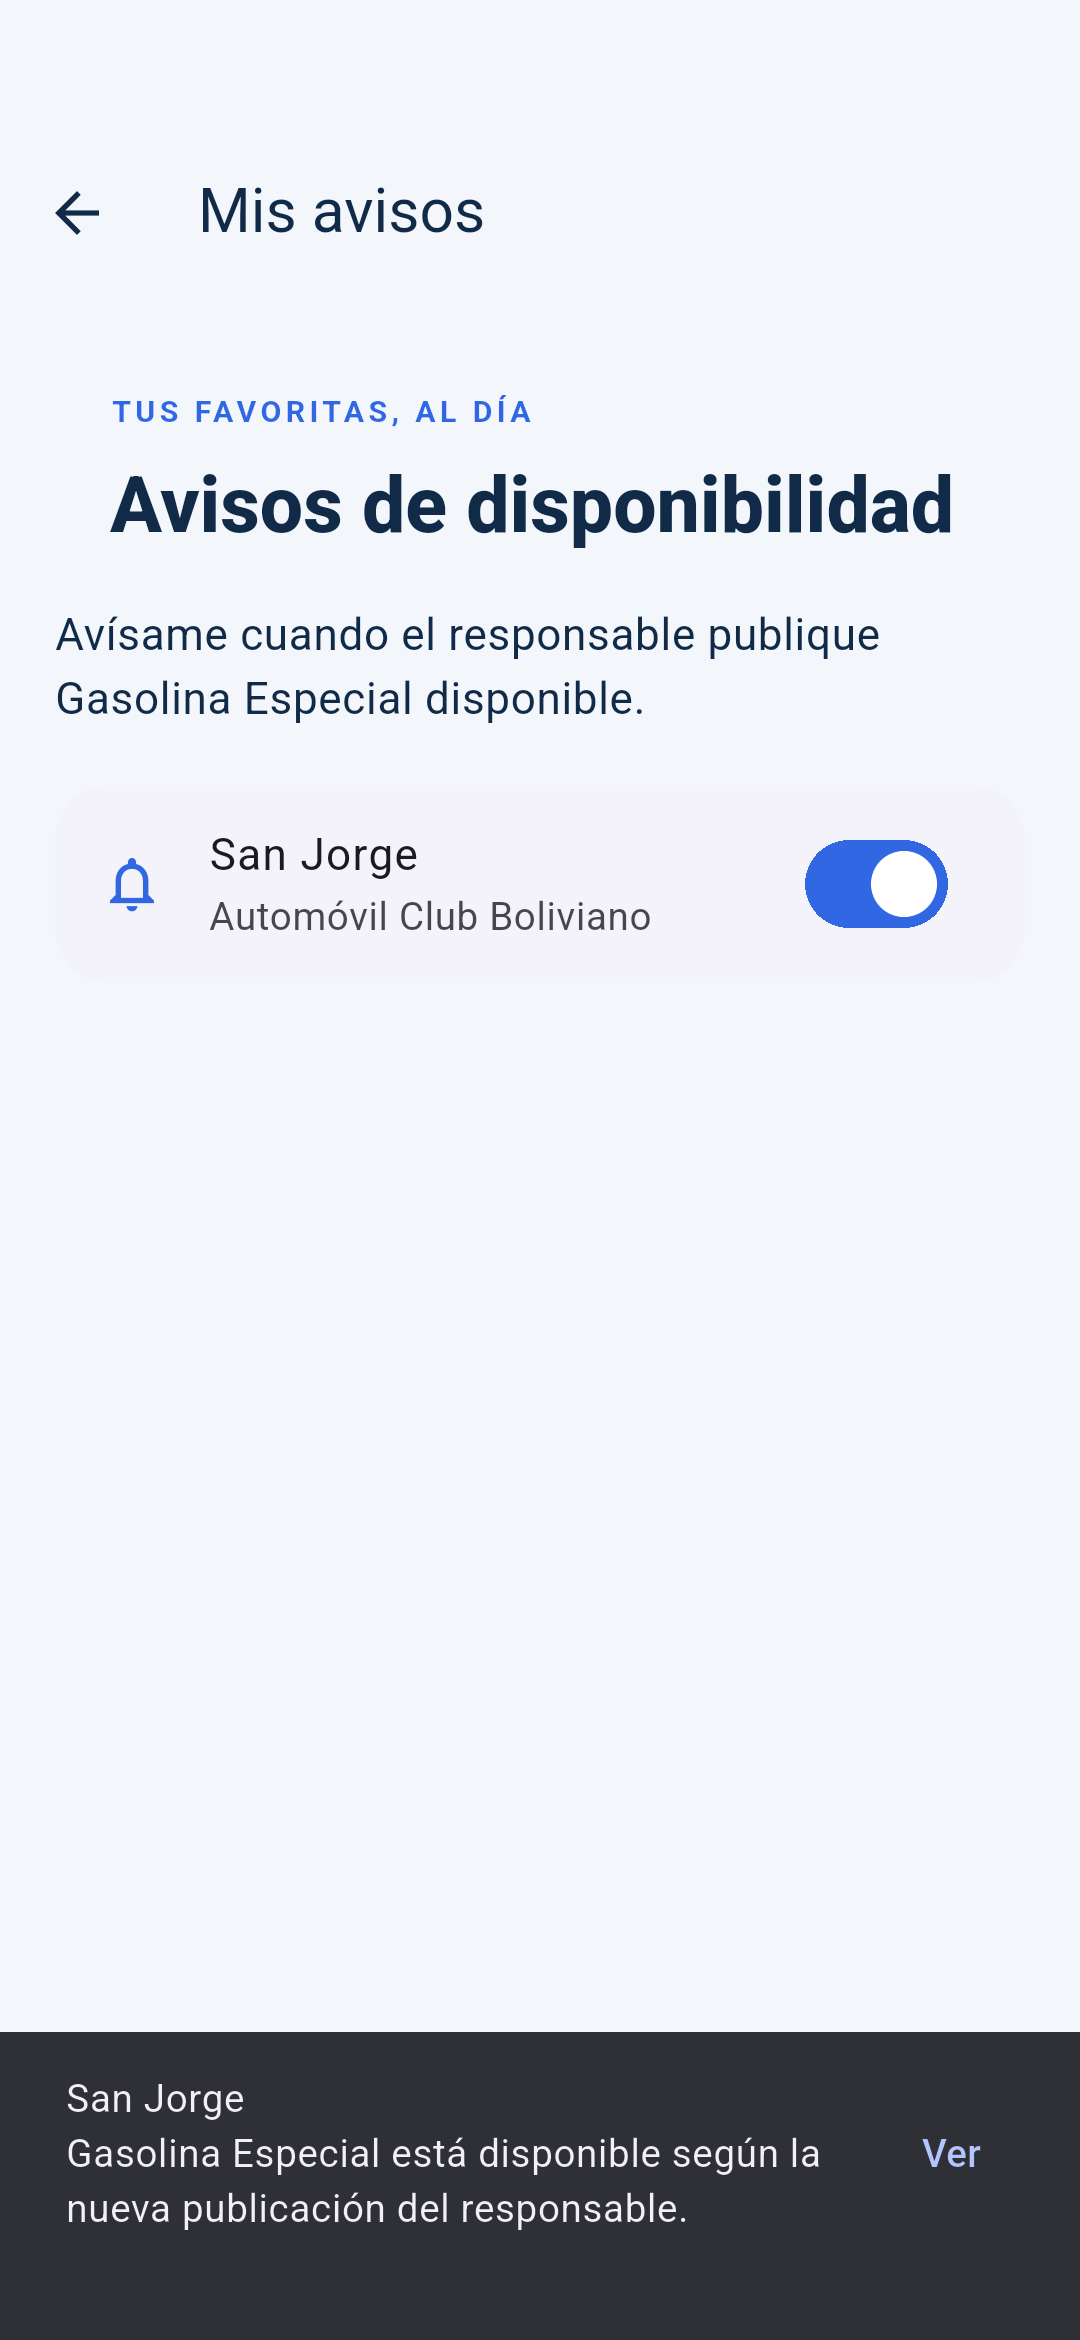 Mis avisos
TUS FAVORITAS, AL DÍA
Avisos de disponibilidad
Avísame cuando el responsable publique
Gasolina Especial disponible.
San Jorge
Automóvil Club Boliviano
San Jorge
Gasolina Especial está disponible según la
nueva publicación del responsable.
Ver